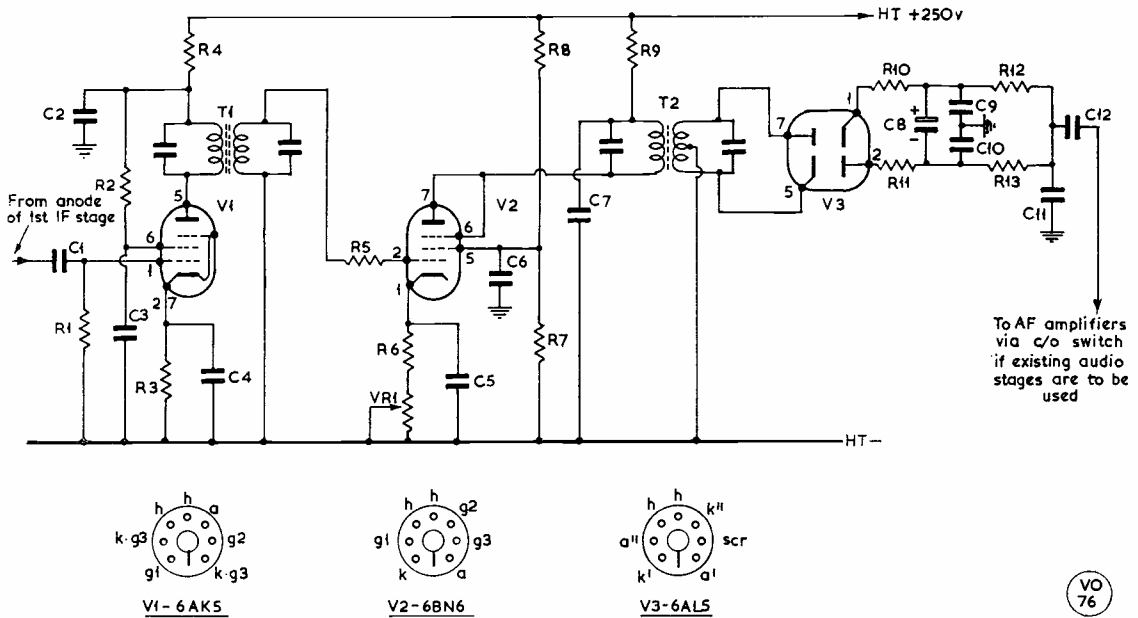 HT +250v
R4
R8
R9
C2
T1
T2
R10
R12
C9
C12
C8
+
-
C10
1
7
2
5
R11
R13
V3
C11
R2
From anode
of 1st IF stage
C1
5
V1
6
1
2 7
R1
C3
R3
C4
R5
7
V2
6
2
5
1
C6
C7
R6
C5
VR1
R7
To AF amplifiers
via c/o switch
if existing audio
stages are to be
used
HT-
h h a
k·g3 g2
g1 k·g3
V1-6AK5
h h g2
g1 g3
k a
V2-6BN6
h h k"
a" scr
k' a'
V3-6AL5
VO
76